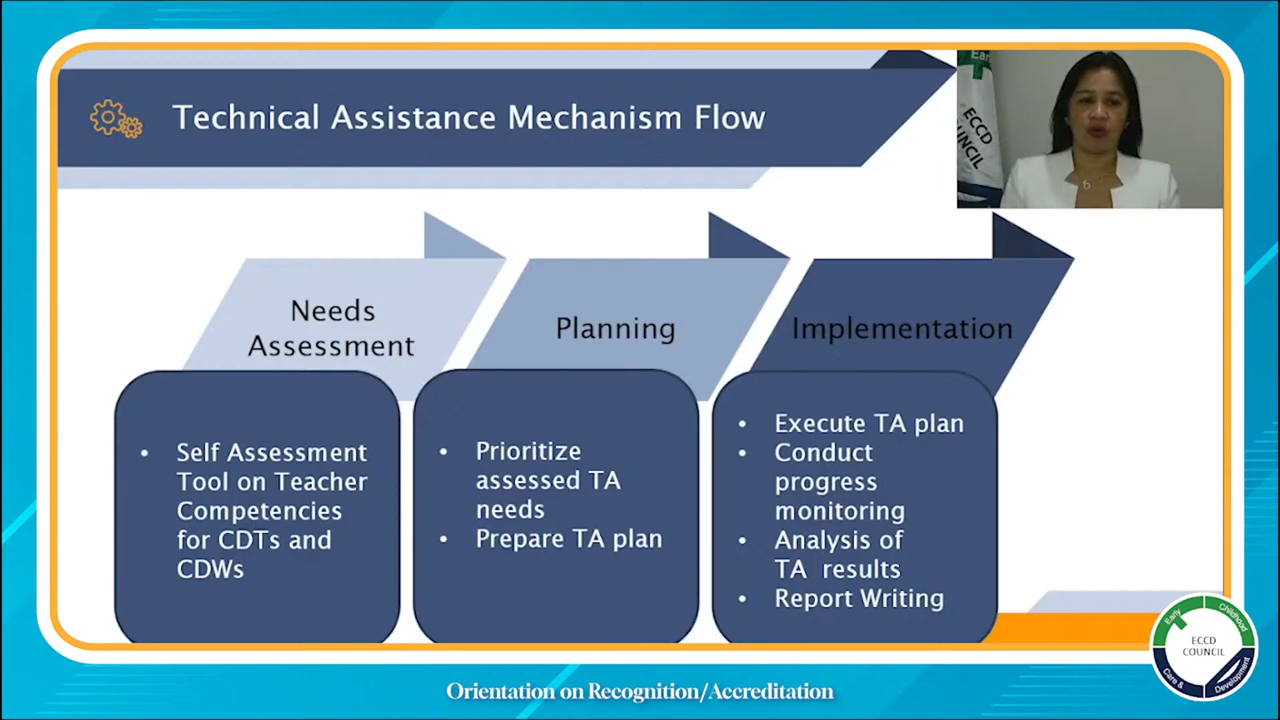 Technical Assistance Mechanism Flow
Early
ECCD
COUNCIL
Needs
Assessment
Planning
Implementation
• Self Assessment
Tool on Teacher
Competencies
for CDTs and
CDWs
• Prioritize
assessed TA
needs
• Prepare TA plan
• Execute TA plan
• Conduct
progress
monitoring
• Analysis of
TA results
• Report Writing
Early
Childhood
ECCD
COUNCIL
Care &
Development
Orientation on Recognition/Accreditation